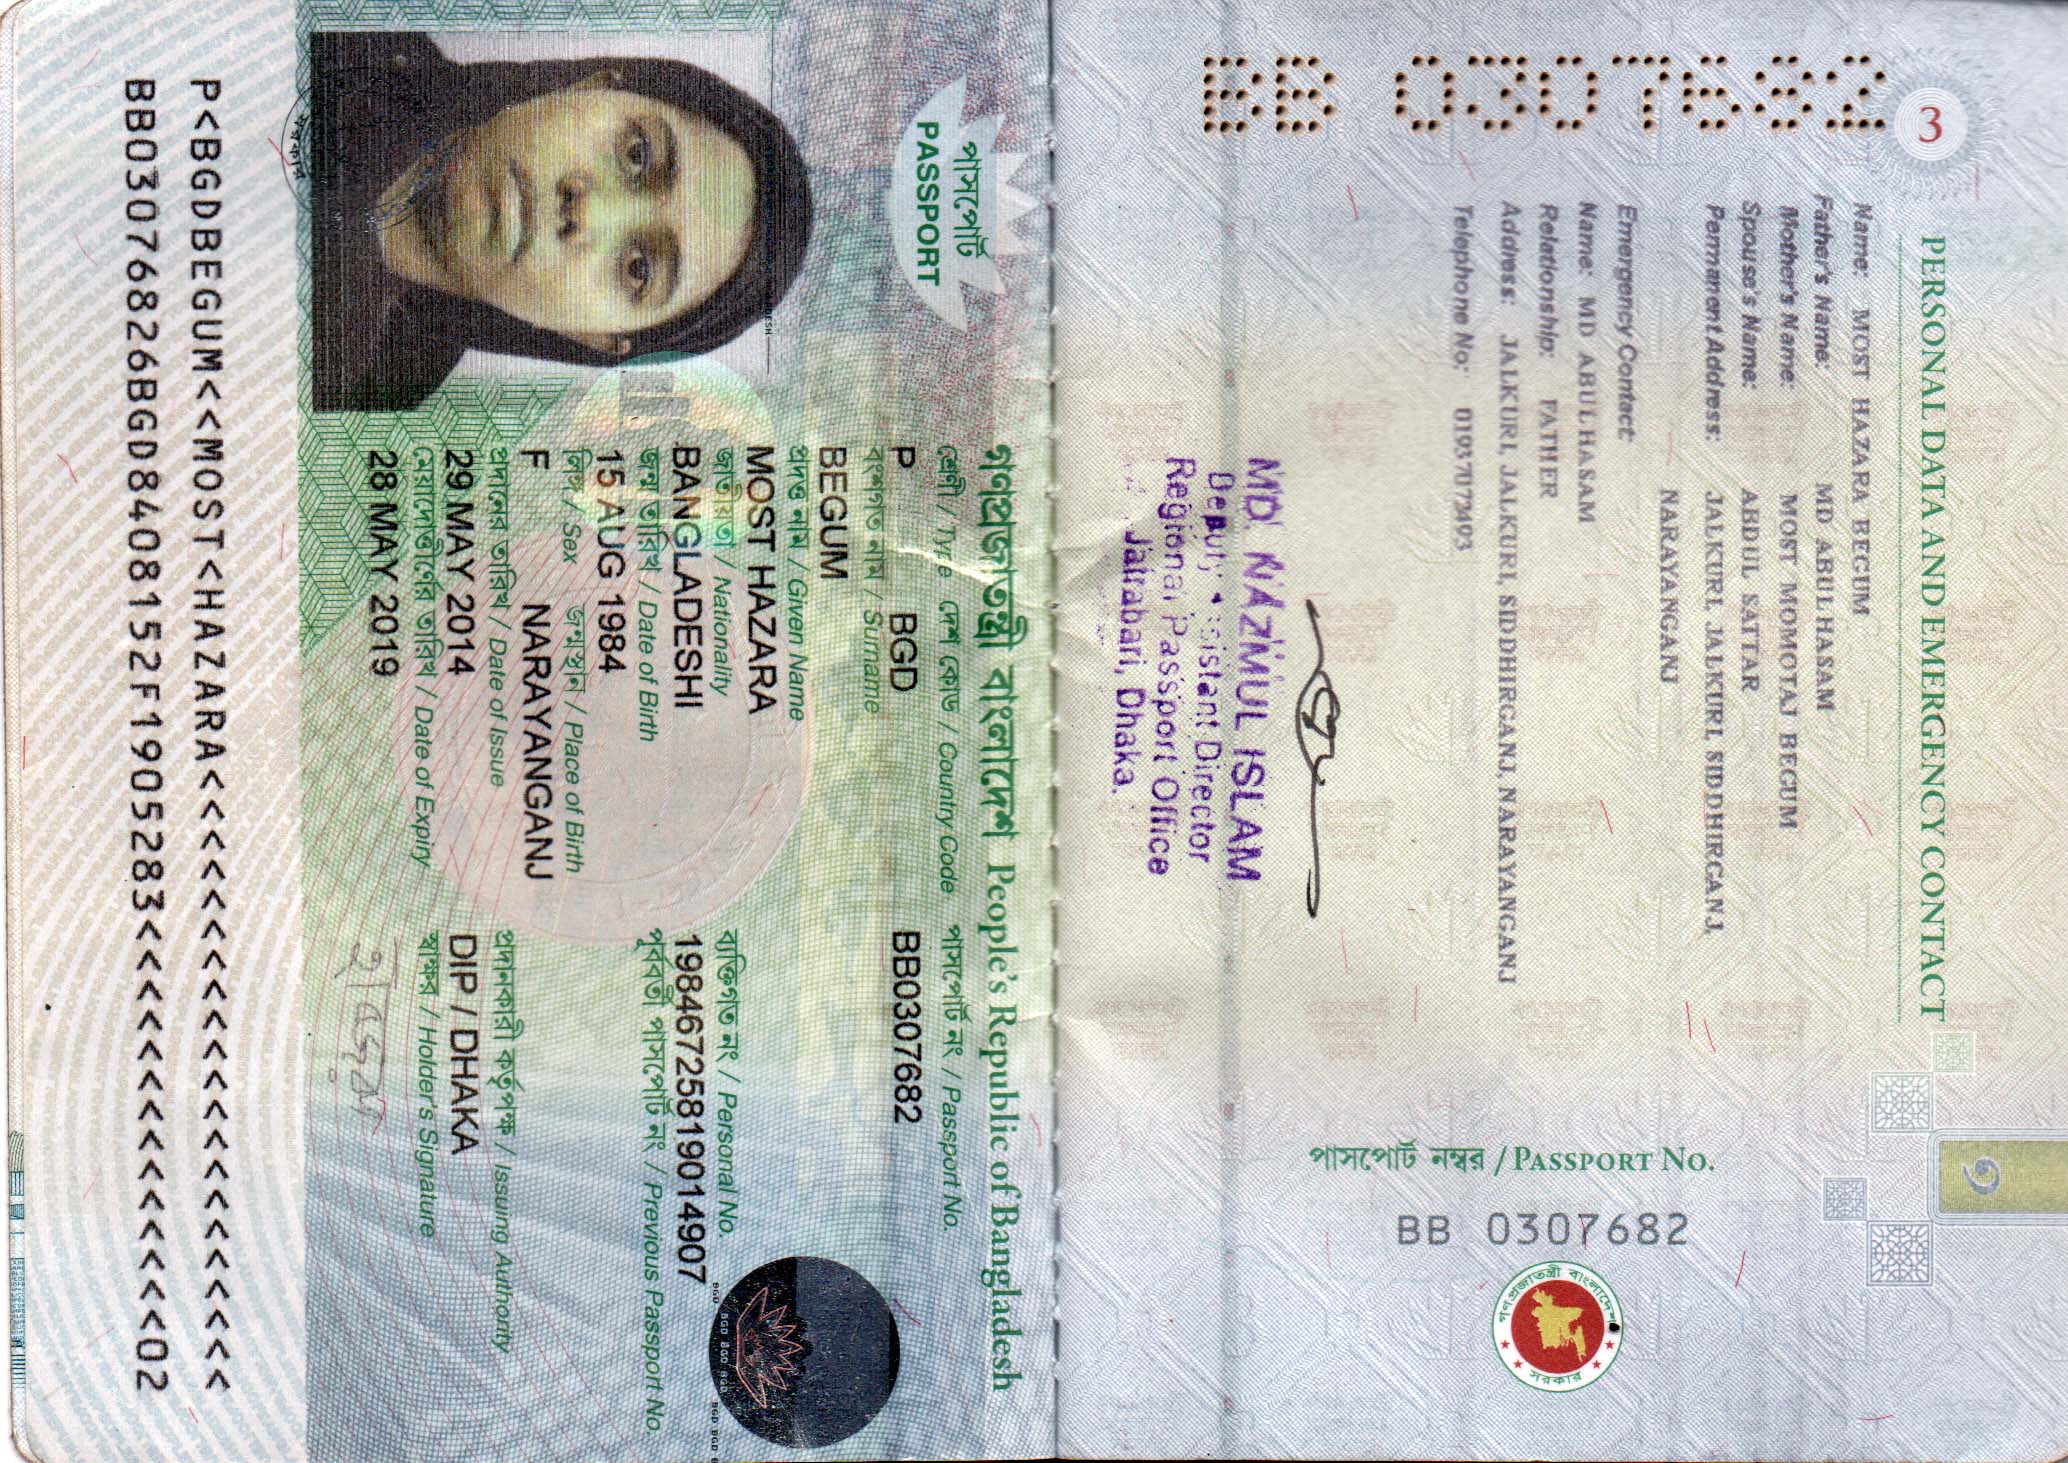 3
PERSONAL DATA AND EMERGENCY CONTACT
Name: MOST HAZARA BEGUM
Father's Name: MD ABUL HASAM
Mother's Name: MOST MOMOTAJ BEGUM
Spouse's Name: ABDUL SATTAR
Permanent Address: JALKURI, JALKURI, SIDDHIRGANJ,
NARAYANGANJ
Emergency Contact:
Name: MD ABUL HASAM
Relationship: FATHER
Address: JALKURI, JALKURI, SIDDHIRGANJ, NARAYANGANJ
Telephone No:
BB 0307682
পাসপোর্ট নম্বর / PASSPORT No.
BB 0307682
MD. NAZMUL ISLAM
Deputy Assistant Director
Regional Passport Office
Jatrabari, Dhaka.
গণপ্রজাতন্ত্রী বাংলাদেশ People's Republic of Bangladesh
পাসপোর্ট
PASSPORT
শ্রেণী / Type দেশ কোড / Country Code পাসপোর্ট নং / Passport No.
P BGD BB0307682
বংশগত নাম / Surname
BEGUM
প্রদত্ত নাম / Given Name
MOST HAZARA
জাতীয়তা / Nationality ব্যক্তিগত নং / Personal No.
BANGLADESHI 19846725819014907
জন্ম তারিখ / Date of Birth পূর্ববর্তী পাসপোর্ট নং / Previous Passport No.
15 AUG 1984
লিঙ্গ / Sex জন্মস্থান / Place of Birth
F NARAYANGANJ
প্রদানের তারিখ / Date of Issue প্রদানকারী কর্তৃপক্ষ / Issuing Authority
29 MAY 2014 DIP / DHAKA
মেয়াদোত্তীর্ণের তারিখ / Date of Expiry স্বাক্ষর / Holder's Signature
28 MAY 2019
BGD BGD BGD BGD BGD
সরকার
P<BGDBEGUM<<MOST<HAZARA<<<<<<<<<<<<<<<<<<<<<
BB03076826BGD8408152F1905283<<<<<<<<<<<<<<02